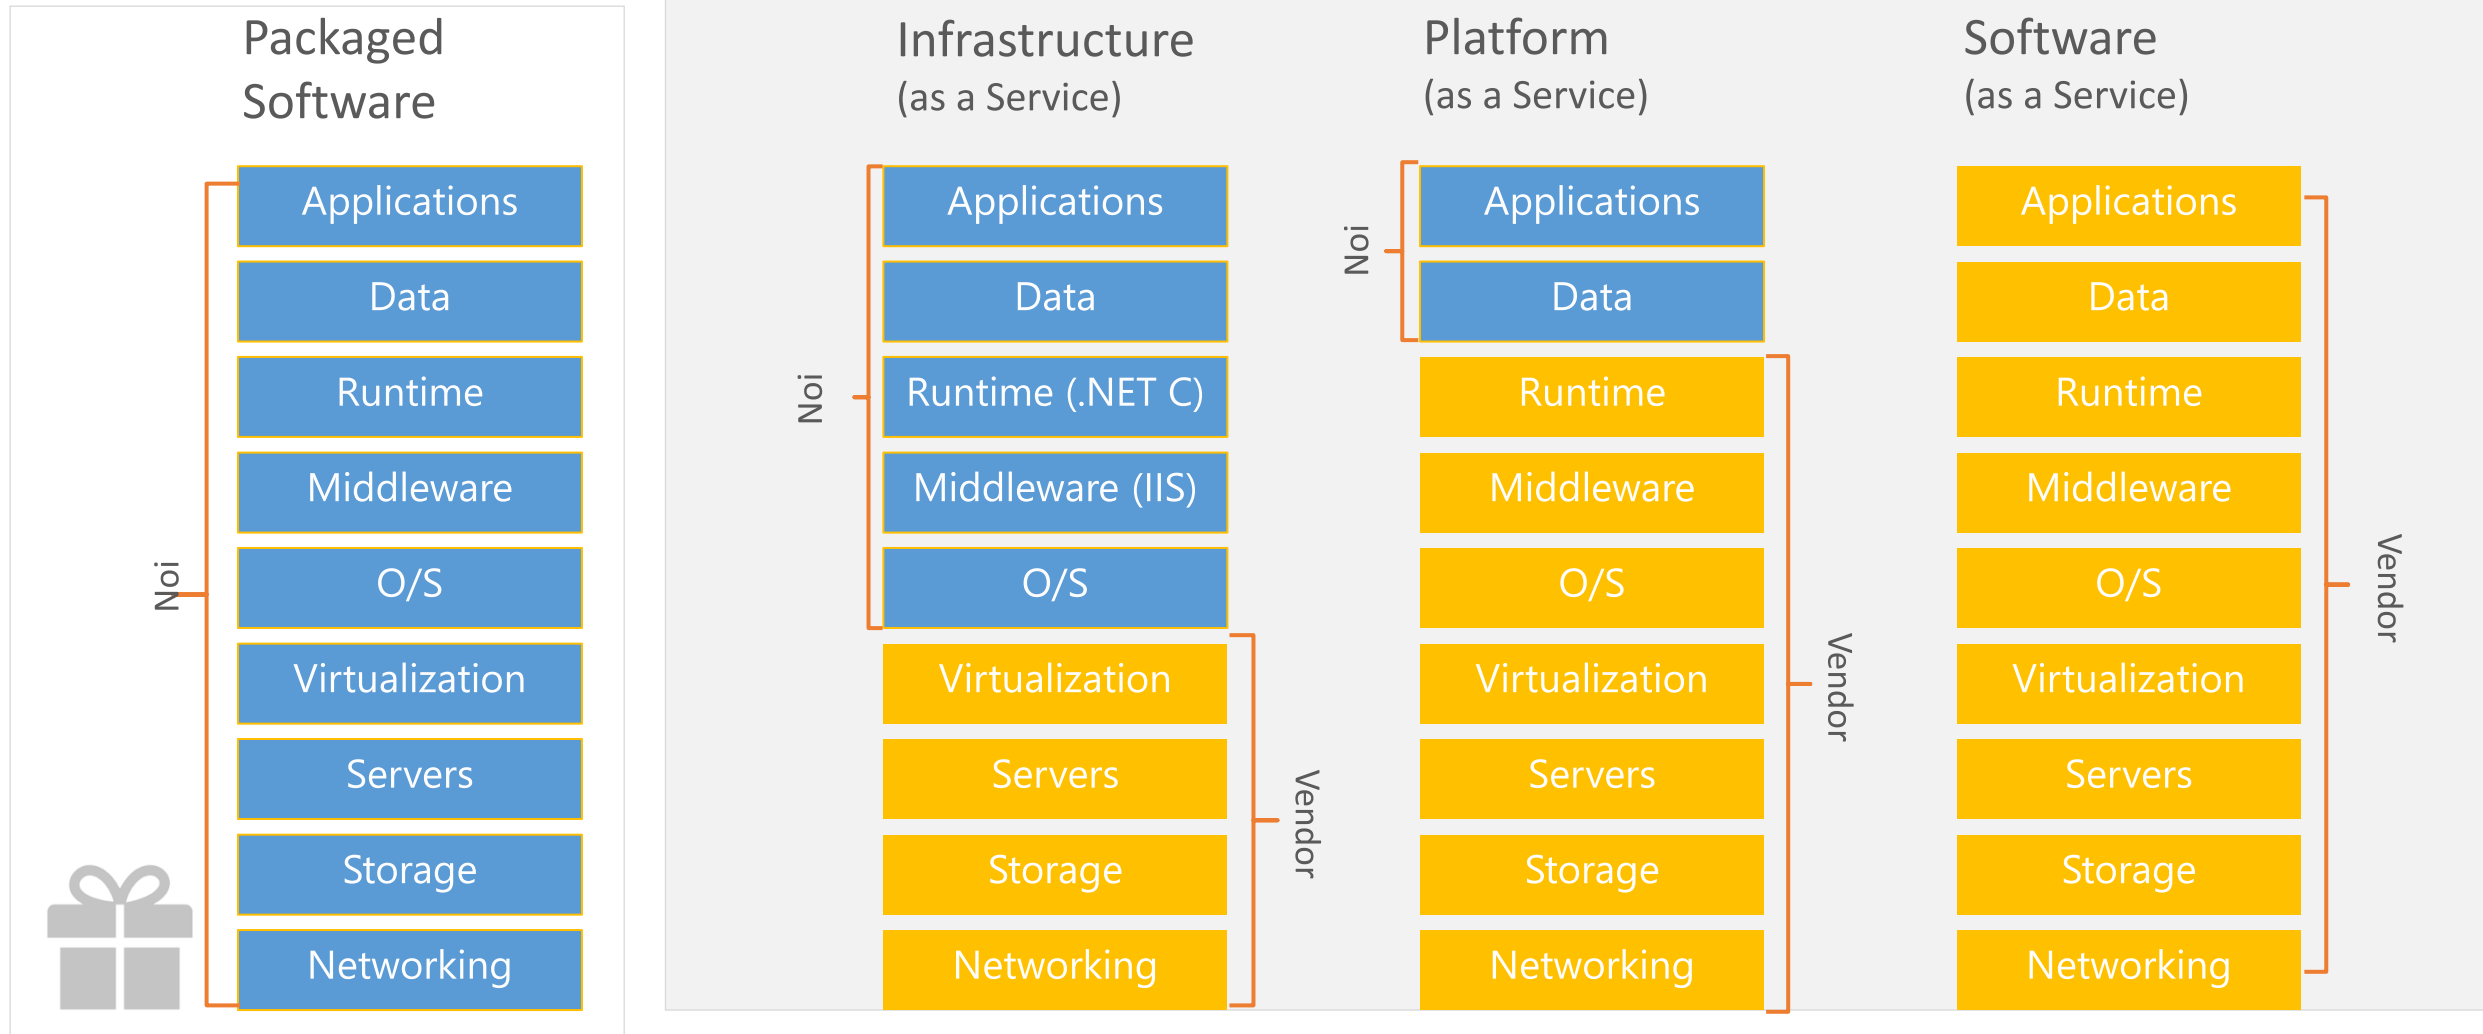 Packaged
Software
Noi
Applications
Data
Runtime
Middleware
O/S
Virtualization
Servers
Storage
Networking
Infrastructure
(as a Service)
Noi
Applications
Data
Runtime (.NET C)
Middleware (IIS)
O/S
Virtualization
Servers
Storage
Networking
Vendor
Platform
(as a Service)
Noi
Applications
Data
Runtime
Middleware
O/S
Virtualization
Servers
Storage
Networking
Vendor
Software
(as a Service)
Applications
Data
Runtime
Middleware
O/S
Virtualization
Servers
Storage
Networking
Vendor